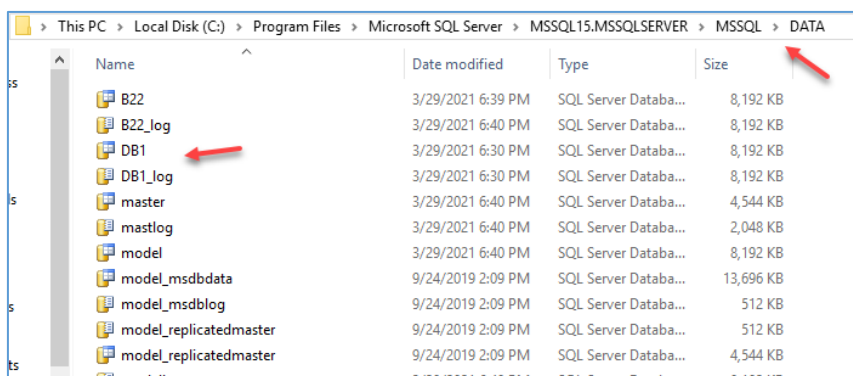 This PC > Local Disk (C:) > Program Files > Microsoft SQL Server > MSSQL15.MSSQLSERVER > MSSQL > DATA
Name Date modified Type Size
ss
B22 3/29/2021 6:39 PM SQL Server Databa... 8,192 KB
B22_log 3/29/2021 6:40 PM SQL Server Databa... 8,192 KB
DB1 3/29/2021 6:30 PM SQL Server Databa... 8,192 KB
DB1_log 3/29/2021 6:30 PM SQL Server Databa... 8,192 KB
ls master 3/29/2021 6:40 PM SQL Server Databa... 4,544 KB
mastlog 3/29/2021 6:40 PM SQL Server Databa... 2,048 KB
model 3/29/2021 6:40 PM SQL Server Databa... 8,192 KB
model_msdbdata 9/24/2019 2:09 PM SQL Server Databa... 13,696 KB
s model_msdblog 9/24/2019 2:09 PM SQL Server Databa... 512 KB
model_replicatedmaster 9/24/2019 2:09 PM SQL Server Databa... 512 KB
model_replicatedmaster 9/24/2019 2:09 PM SQL Server Databa... 4,544 KB
ts